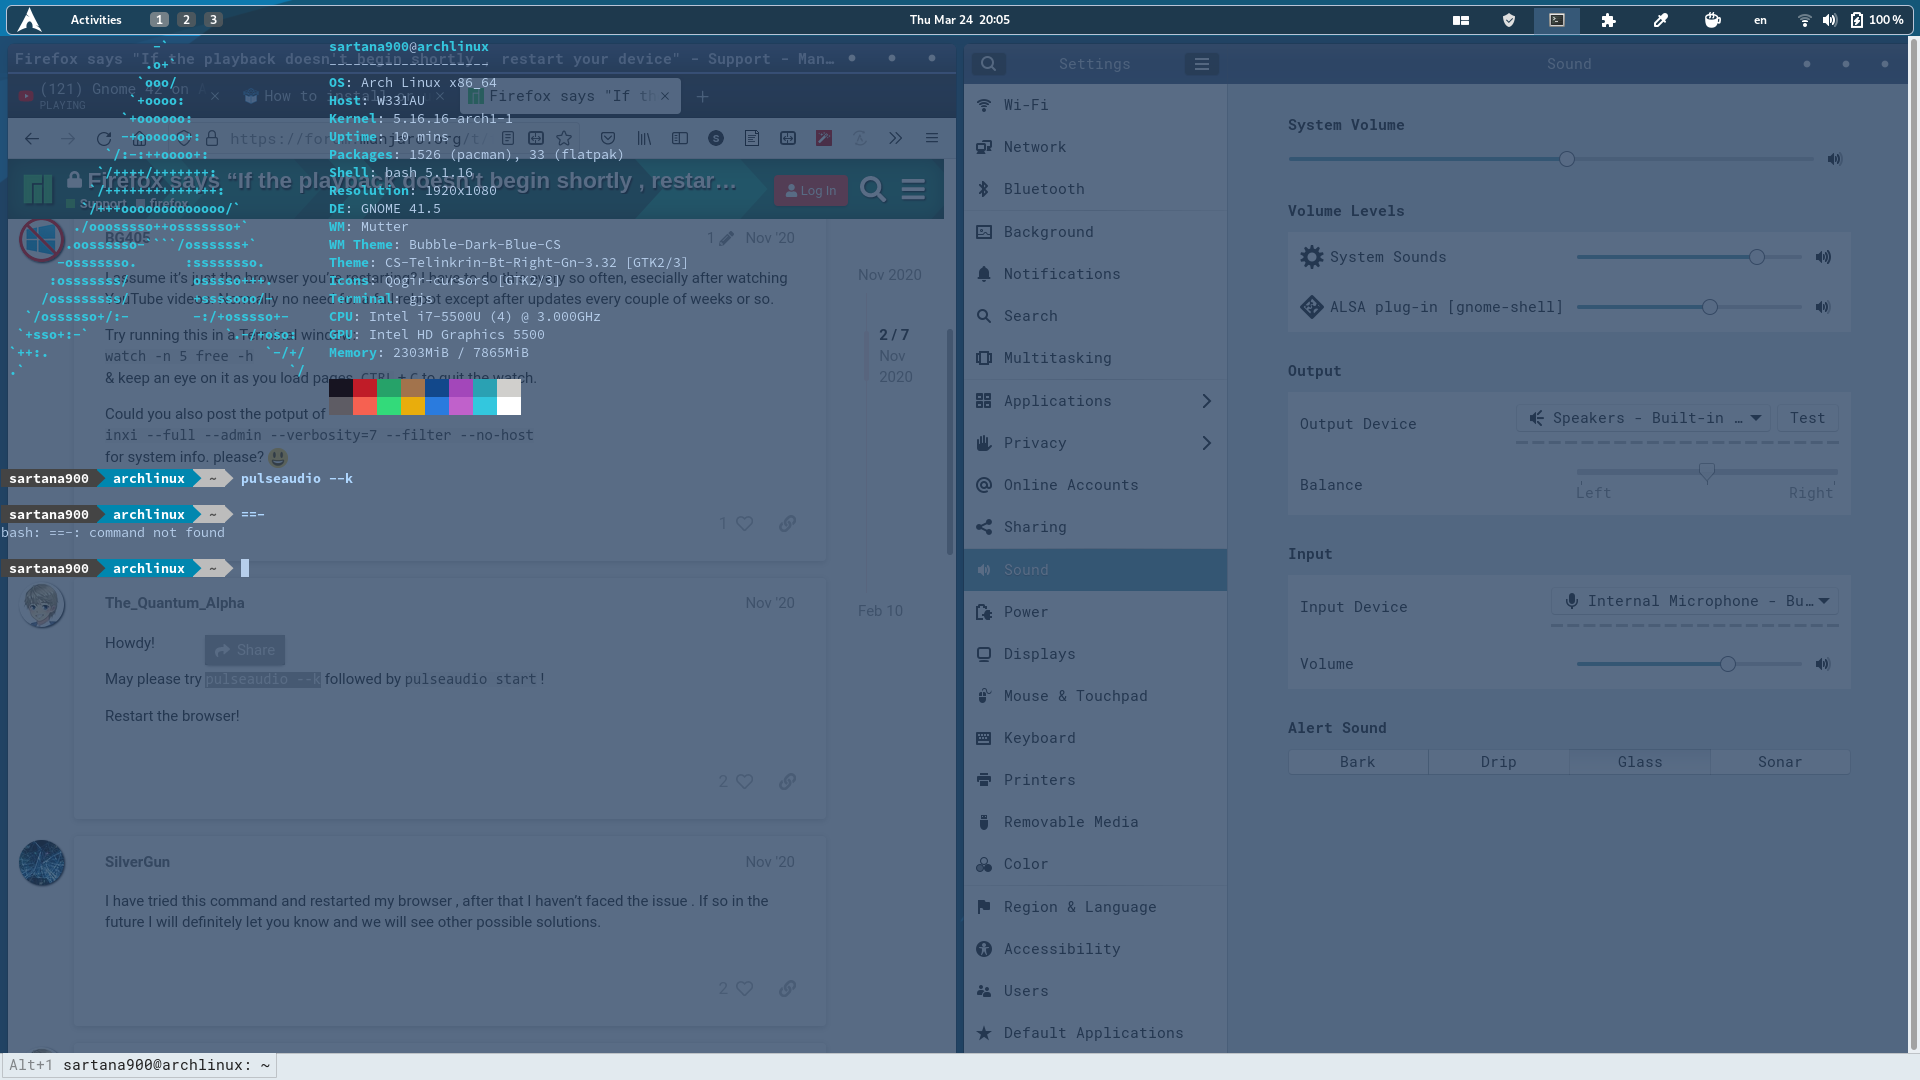 Activities 1 2 3 Thu Mar 24 20:05 en 100 %
Firefox says "If the playback doesn't begin shortly , restart your device" - Support - Man…
(121) Gnome 42 on
PLAYING
How to install
Firefox says "If th
https://forum.manjaro.org/t/
Firefox says “If the playback doesn’t begin shortly , restar…
Support firefox
Log In
sartana900@archlinux
--------------------
OS: Arch Linux x86_64
Host: W331AU
Kernel: 5.16.16-arch1-1
Uptime: 10 mins
Packages: 1526 (pacman), 33 (flatpak)
Shell: bash 5.1.16
Resolution: 1920x1080
DE: GNOME 41.5
WM: Mutter
WM Theme: Bubble-Dark-Blue-CS
Theme: CS-Telinkrin-Bt-Right-Gn-3.32 [GTK2/3]
Icons: Qogir-cursors [GTK2/3]
Terminal: gjs
CPU: Intel i7-5500U (4) @ 3.000GHz
GPU: Intel HD Graphics 5500
Memory: 2303MiB / 7865MiB
BG405 1 Nov '20
I assume it's just the browser you're restarting? I have to do this every so often, esecially after watching
YouTube videos. Normally no need for a full reboot except after updates every couple of weeks or so.
Try running this in a Terminal window
watch -n 5 free -h
& keep an eye on it as you load pages. CTRL + C to quit the watch.
Could you also post the potput of
inxi --full --admin --verbosity=7 --filter --no-host
for system info. please?
1
Nov 2020
2 / 7
Nov
2020
Feb 10
sartana900 archlinux ~ pulseaudio --k
sartana900 archlinux ~ ==-
bash: ==-: command not found
sartana900 archlinux ~
The_Quantum_Alpha Nov '20
Howdy!
Share
May please try pulseaudio --k followed by pulseaudio start!
Restart the browser!
2
SilverGun Nov '20
I have tried this command and restarted my browser , after that I haven’t faced the issue . If so in the
future I will definitely let you know and we will see other possible solutions.
2
Alt+1 sartana900@archlinux: ~
Settings
Wi-Fi
Network
Bluetooth
Background
Notifications
Search
Multitasking
Applications
Privacy
Online Accounts
Sharing
Sound
Power
Displays
Mouse & Touchpad
Keyboard
Printers
Removable Media
Color
Region & Language
Accessibility
Users
Default Applications
Sound
System Volume
Volume Levels
System Sounds
ALSA plug-in [gnome-shell]
Output
Output Device Speakers - Built-in … Test
Balance
Left Right
Input
Input Device Internal Microphone - Bu…
Volume
Alert Sound
Bark Drip Glass Sonar